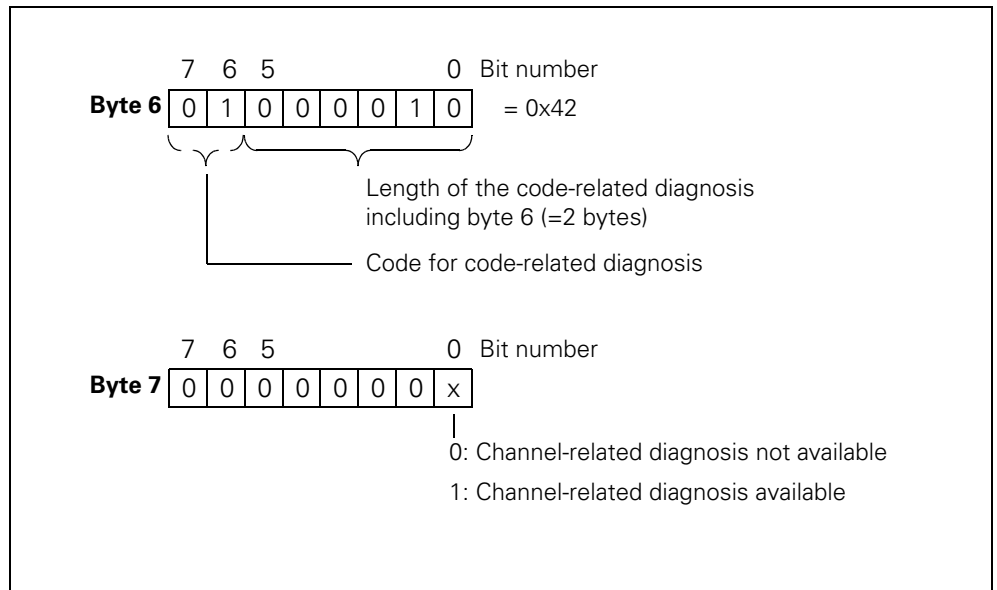 7 6 5 0 Bit number
Byte 6 0 1 0 0 0 0 1 0 = 0x42
Length of the code-related diagnosis
including byte 6 (=2 bytes)
Code for code-related diagnosis
7 6 5 0 Bit number
Byte 7 0 0 0 0 0 0 0 x
0: Channel-related diagnosis not available
1: Channel-related diagnosis available